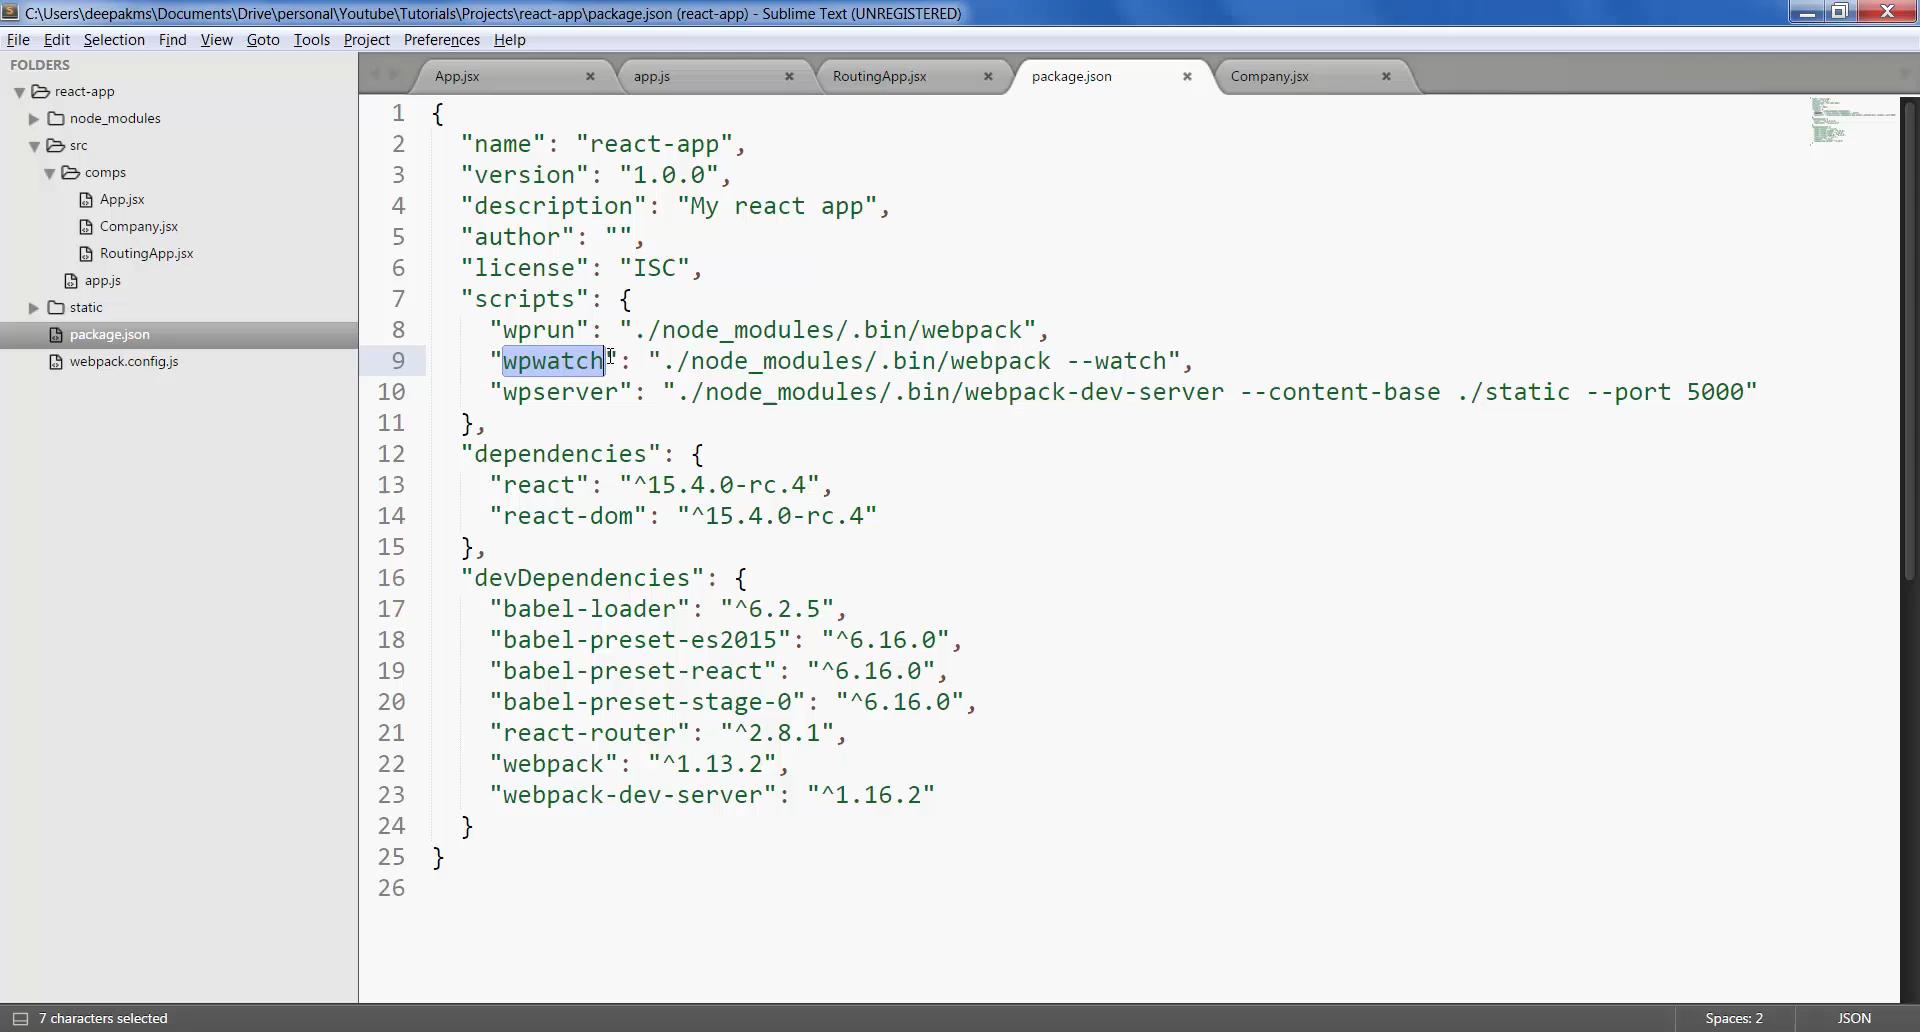 C:\Users\deepakms\Documents\Drive\personal\Youtube\Tutorials\Projects\react-app\package.json (react-app) - Sublime Text (UNREGISTERED)
File Edit Selection Find View Goto Tools Project Preferences Help
FOLDERS
react-app
node_modules
src
comps
App.jsx
Company.jsx
RoutingApp.jsx
app.js
static
package.json
webpack.config.js
App.jsx app.js RoutingApp.jsx package.json Company.jsx
1 {
2 "name": "react-app",
3 "version": "1.0.0",
4 "description": "My react app",
5 "author": "",
6 "license": "ISC",
7 "scripts": {
8 "wprun": "./node_modules/.bin/webpack",
9 "wpwatch": "./node_modules/.bin/webpack --watch",
10 "wpserver": "./node_modules/.bin/webpack-dev-server --content-base ./static --port 5000"
11 },
12 "dependencies": {
13 "react": "^15.4.0-rc.4",
14 "react-dom": "^15.4.0-rc.4"
15 },
16 "devDependencies": {
17 "babel-loader": "^6.2.5",
18 "babel-preset-es2015": "^6.16.0",
19 "babel-preset-react": "^6.16.0",
20 "babel-preset-stage-0": "^6.16.0",
21 "react-router": "^2.8.1",
22 "webpack": "^1.13.2",
23 "webpack-dev-server": "^1.16.2"
24 }
25 }
26
7 characters selected Spaces: 2 JSON